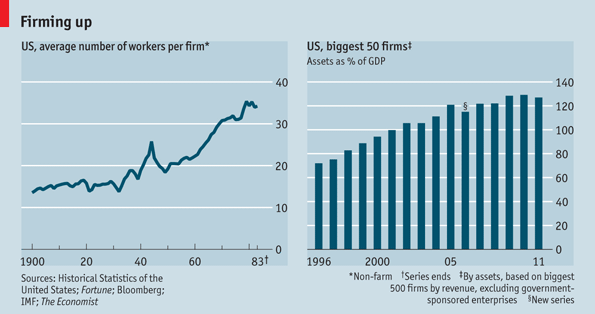 Firming up
US, average number of workers per firm*
40
30
20
10
0
1900 20 40 60 83†
Sources: Historical Statistics of the
United States; Fortune; Bloomberg;
IMF; The Economist
US, biggest 50 firms‡
Assets as % of GDP
§
140
120
100
80
60
40
20
0
1996 2000 05 11
*Non-farm †Series ends ‡By assets, based on biggest
500 firms by revenue, excluding government-
sponsored enterprises §New series